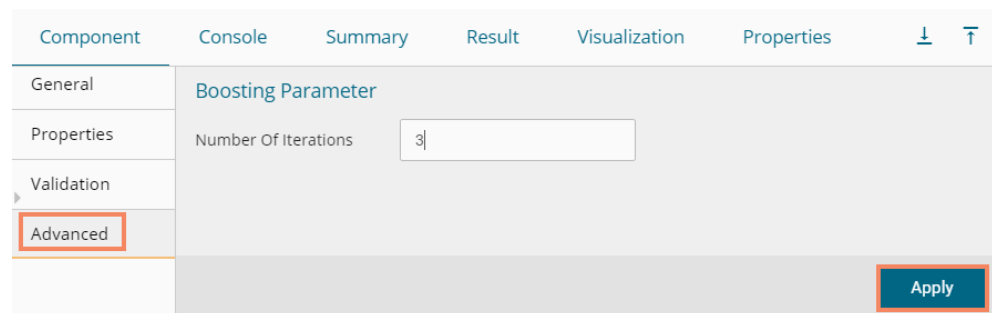 Component Console Summary Result Visualization Properties
General
Boosting Parameter
Properties
Number Of Iterations 3
Validation
Advanced
Apply